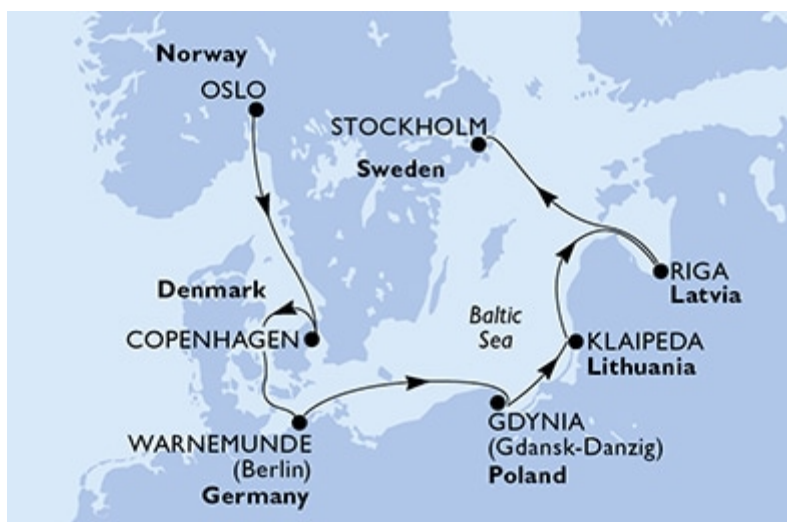 Norway
OSLO
STOCKHOLM
Sweden
Denmark
COPENHAGEN
RIGA
Latvia
Baltic
Sea
KLAIPEDA
Lithuania
WARNEMUNDE
(Berlin)
Germany
GDYNIA
(Gdansk-Danzig)
Poland